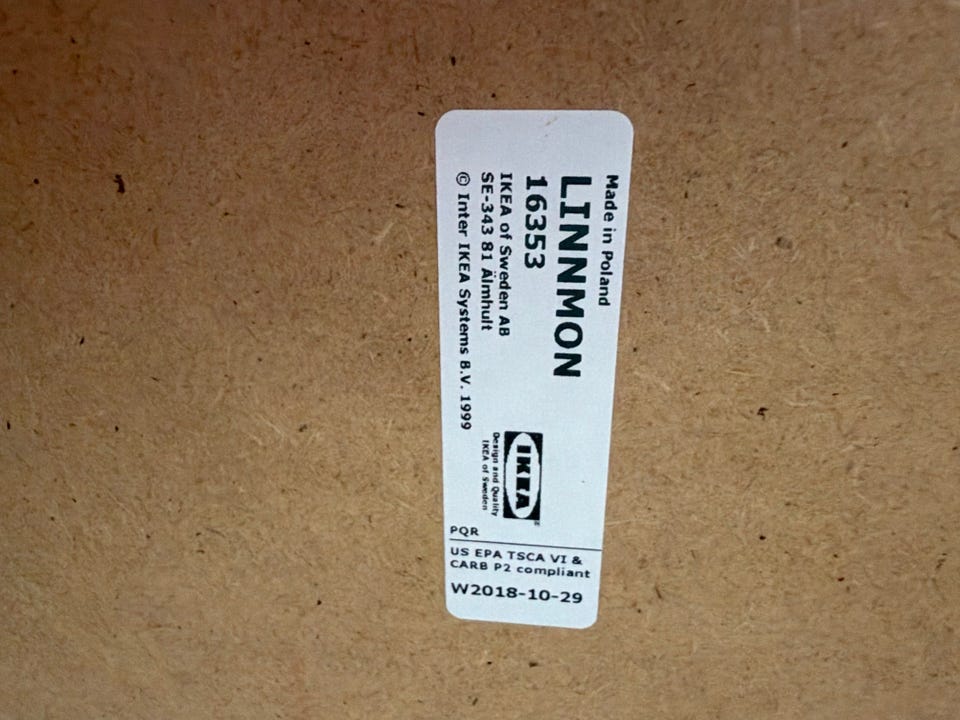 Made in Poland
LINNMON
16353
IKEA of Sweden AB
SE-343 81 Älmhult
© Inter IKEA Systems B.V. 1999
IKEA®
Design and Quality
IKEA of Sweden
PQR
US EPA TSCA VI &
CARB P2 compliant
W2018-10-29